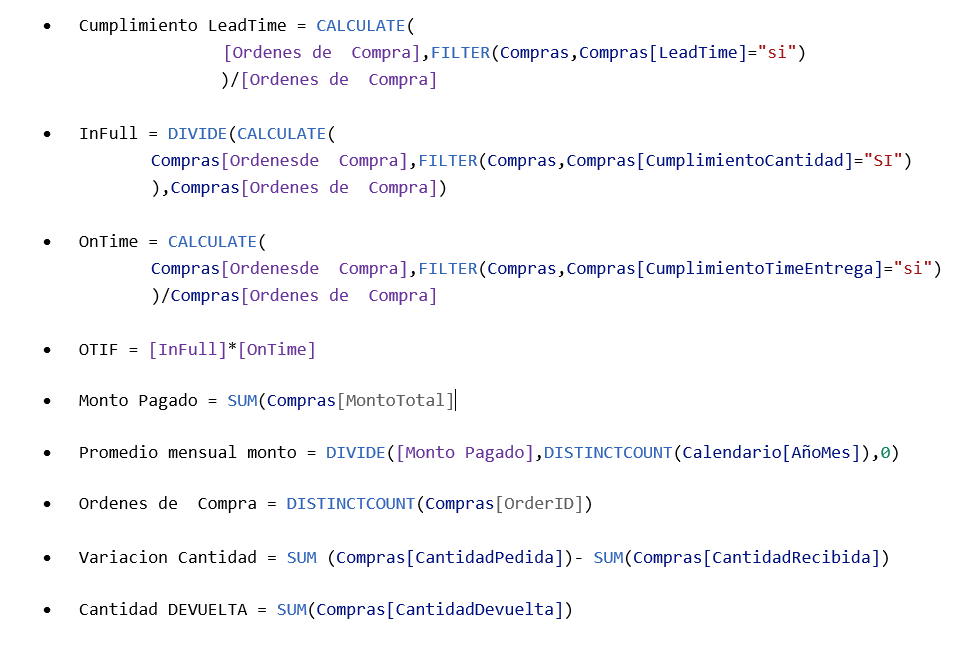 • Cumplimiento LeadTime = CALCULATE(
[Ordenes de  Compra],FILTER(Compras,Compras[LeadTime]="si")
)/[Ordenes de  Compra]
• InFull = DIVIDE(CALCULATE(
Compras[Ordenesde  Compra],FILTER(Compras,Compras[CumplimientoCantidad]="SI")
),Compras[Ordenes de  Compra])
• OnTime = CALCULATE(
Compras[Ordenesde  Compra],FILTER(Compras,Compras[CumplimientoTimeEntrega]="si")
)/Compras[Ordenes de  Compra]
• OTIF = [InFull]*[OnTime]
• Monto Pagado = SUM(Compras[MontoTotal]
• Promedio mensual monto = DIVIDE([Monto Pagado],DISTINCTCOUNT(Calendario[AñoMes]),0)
• Ordenes de  Compra = DISTINCTCOUNT(Compras[OrderID])
• Variacion Cantidad = SUM (Compras[CantidadPedida])- SUM(Compras[CantidadRecibida])
• Cantidad DEVUELTA = SUM(Compras[CantidadDevuelta])